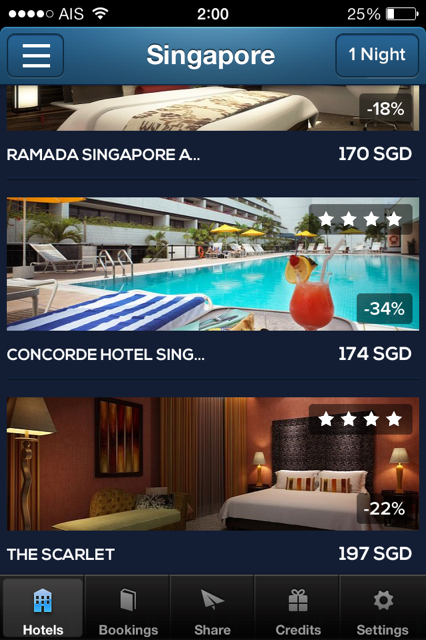 AIS 2:00 25%
Singapore
1 Night
-18%
RAMADA SINGAPORE A... 170 SGD
-34%
CONCORDE HOTEL SING... 174 SGD
-22%
THE SCARLET 197 SGD
Hotels Bookings Share Credits Settings